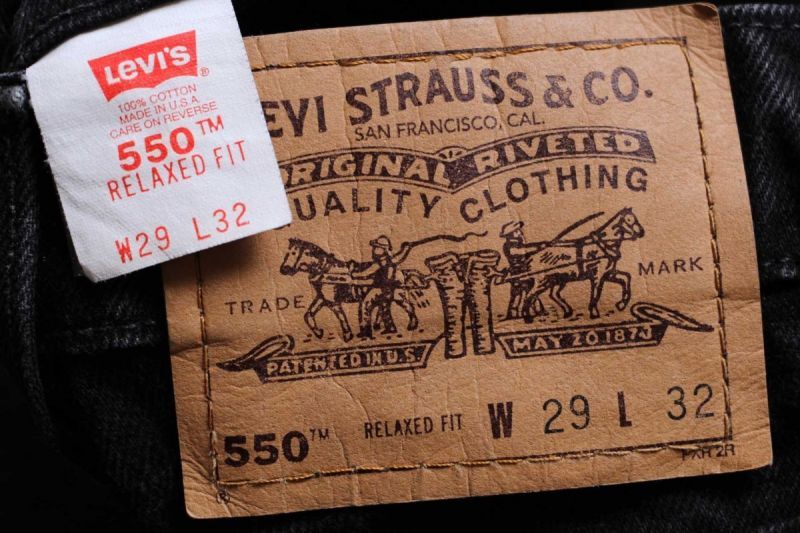 Levi's ®
100% COTTON
MADE IN U.S.A.
CARE ON REVERSE
550™
RELAXED FIT
W29 L32
EVI STRAUSS & CO.
SAN FRANCISCO, CAL.
ORIGINAL RIVETED
QUALITY CLOTHING
TRADE MARK
PATENTED IN U.S. MAY 20.1873
550™ RELAXED FIT W 29 L 32